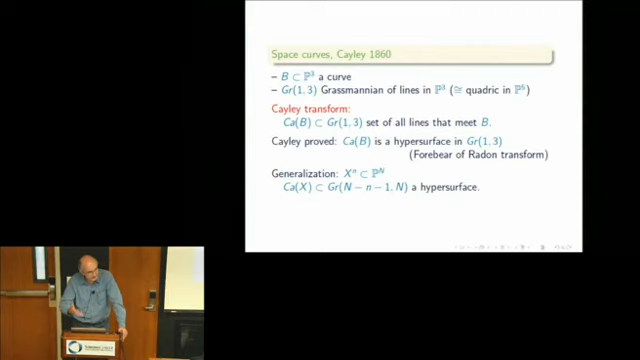 Space curves, Cayley 1860
– B ⊂ ℙ³ a curve
– Gr(1, 3) Grassmannian of lines in ℙ³ (≅ quadric in ℙ⁵)
Cayley transform:
Ca(B) ⊂ Gr(1, 3) set of all lines that meet B.
Cayley proved: Ca(B) is a hypersurface in Gr(1, 3)
(Forebear of Radon transform)
Generalization: Xⁿ ⊂ ℙᴺ
Ca(X) ⊂ Gr(N − n − 1, N) a hypersurface.